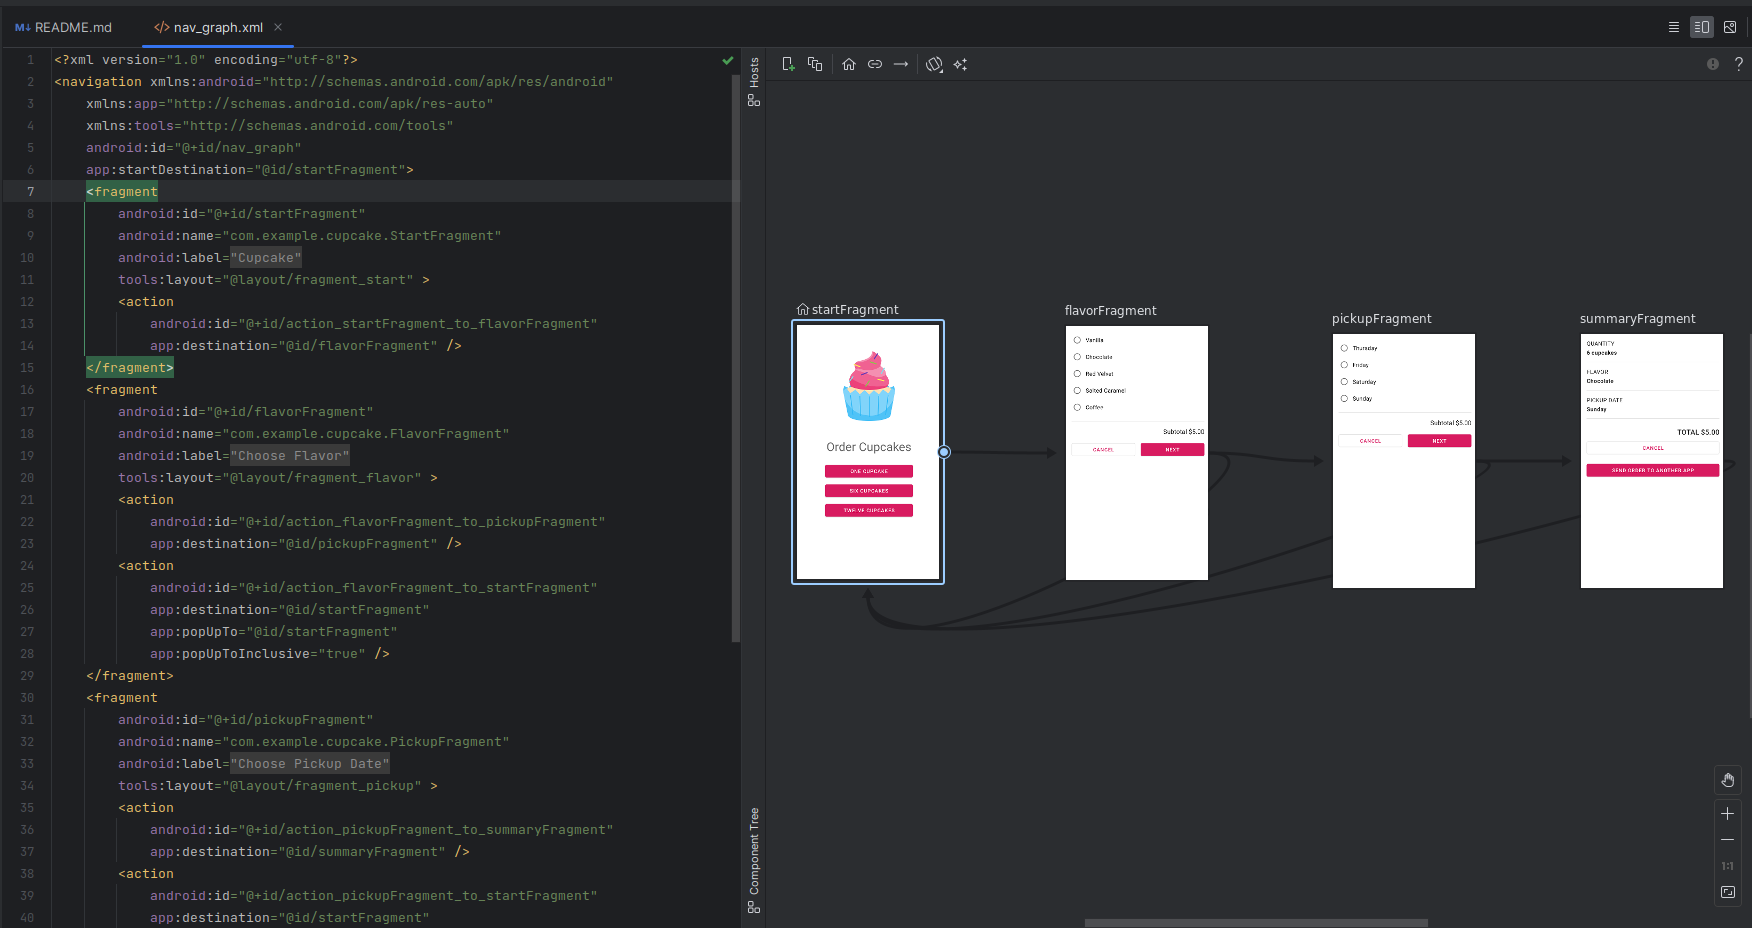 README.md
nav_graph.xml
1 <?xml version="1.0" encoding="utf-8"?>
2 <navigation xmlns:android="http://schemas.android.com/apk/res/android"
3 xmlns:app="http://schemas.android.com/apk/res-auto"
4 xmlns:tools="http://schemas.android.com/tools"
5 android:id="@+id/nav_graph"
6 app:startDestination="@id/startFragment">
7 <fragment
8 android:id="@+id/startFragment"
9 android:name="com.example.cupcake.StartFragment"
10 android:label="Cupcake"
11 tools:layout="@layout/fragment_start" >
12 <action
13 android:id="@+id/action_startFragment_to_flavorFragment"
14 app:destination="@id/flavorFragment" />
15 </fragment>
16 <fragment
17 android:id="@+id/flavorFragment"
18 android:name="com.example.cupcake.FlavorFragment"
19 android:label="Choose Flavor"
20 tools:layout="@layout/fragment_flavor" >
21 <action
22 android:id="@+id/action_flavorFragment_to_pickupFragment"
23 app:destination="@id/pickupFragment" />
24 <action
25 android:id="@+id/action_flavorFragment_to_startFragment"
26 app:destination="@id/startFragment"
27 app:popUpTo="@id/startFragment"
28 app:popUpToInclusive="true" />
29 </fragment>
30 <fragment
31 android:id="@+id/pickupFragment"
32 android:name="com.example.cupcake.PickupFragment"
33 android:label="Choose Pickup Date"
34 tools:layout="@layout/fragment_pickup" >
35 <action
36 android:id="@+id/action_pickupFragment_to_summaryFragment"
37 app:destination="@id/summaryFragment" />
38 <action
39 android:id="@+id/action_pickupFragment_to_startFragment"
40 app:destination="@id/startFragment"
Hosts
Component Tree
startFragment
Order Cupcakes
ONE CUPCAKE
SIX CUPCAKES
TWELVE CUPCAKES
flavorFragment
Vanilla
Chocolate
Red Velvet
Salted Caramel
Coffee
Subtotal $5.00
CANCEL NEXT
pickupFragment
Thursday
Friday
Saturday
Sunday
Subtotal $5.00
CANCEL NEXT
summaryFragment
QUANTITY
6 cupcakes
FLAVOR
Chocolate
PICKUP DATE
Sunday
TOTAL $5.00
CANCEL
SEND ORDER TO ANOTHER APP
1:1